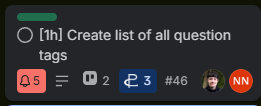 [1h] Create list of all question
tags
5 2 3 #46 NN